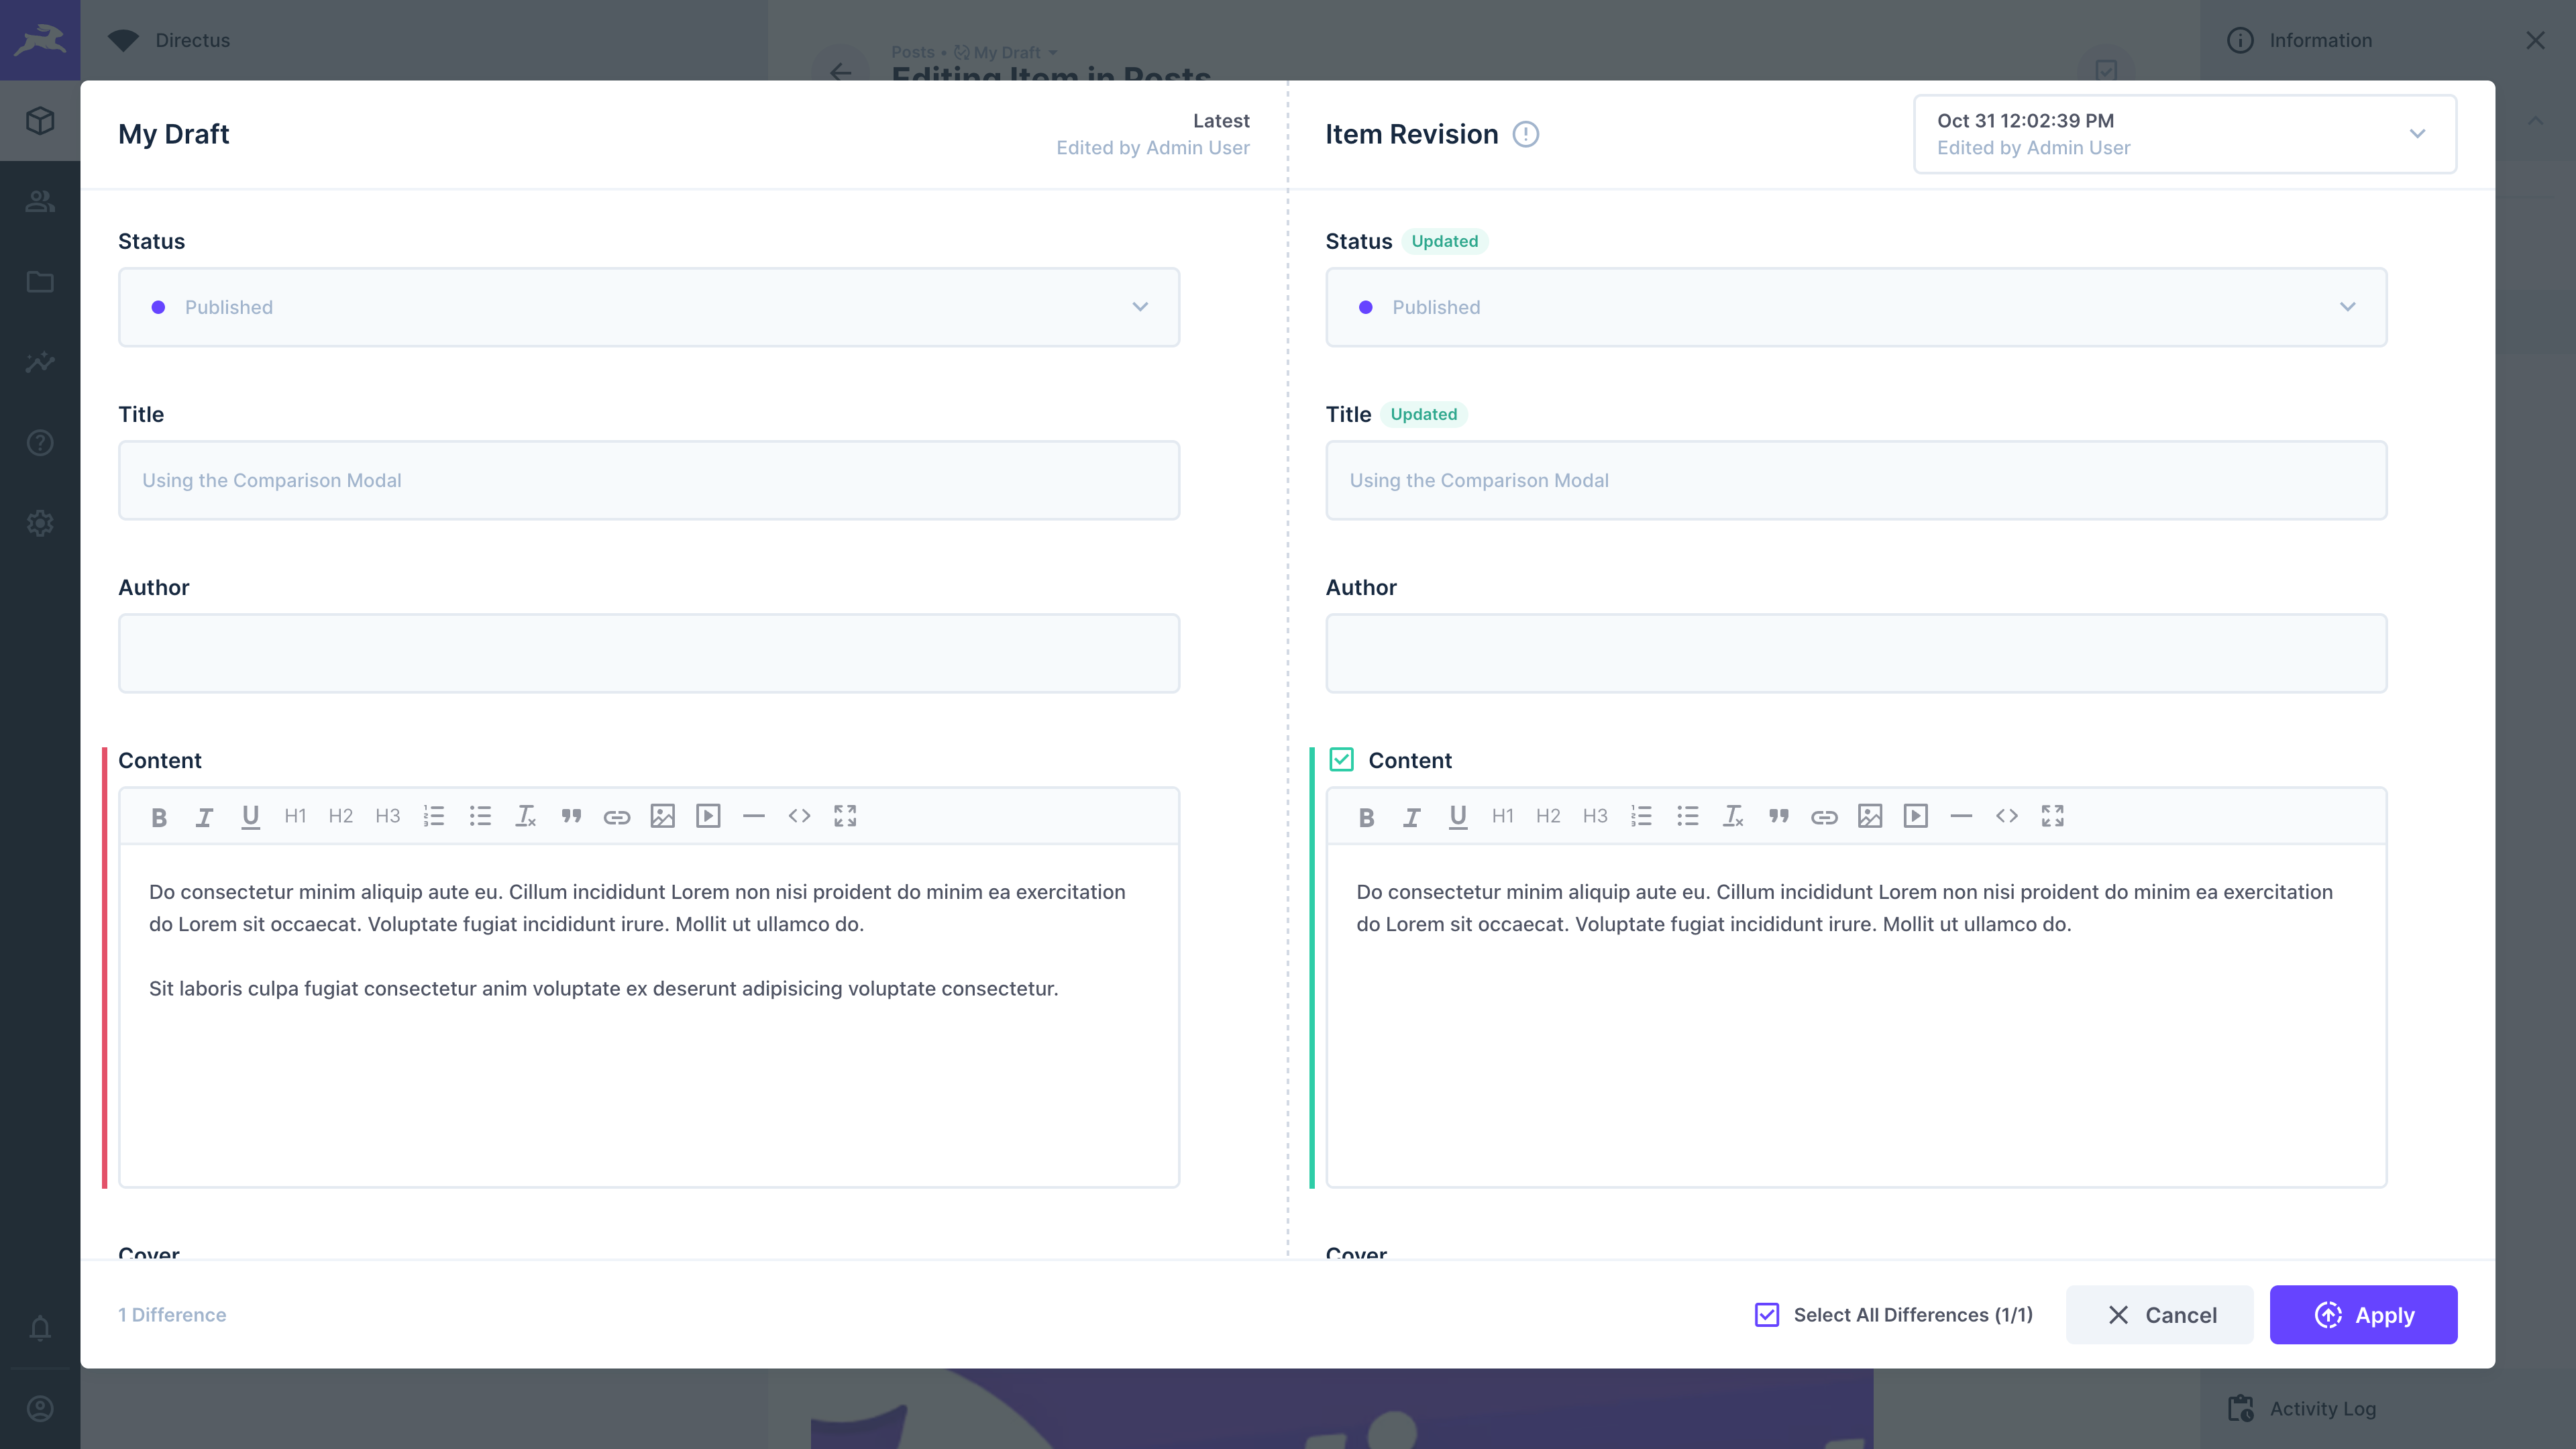 Directus
Posts • My Draft
Editing Item in Posts
Information
My Draft
Latest
Edited by Admin User
Item Revision
Oct 31 12:02:39 PM
Edited by Admin User
Status
Published
Status Updated
Published
Title
Using the Comparison Modal
Title Updated
Using the Comparison Modal
Author
Author
Content
H1 H2 H3
Do consectetur minim aliquip aute eu. Cillum incididunt Lorem non nisi proident do minim ea exercitation
do Lorem sit occaecat. Voluptate fugiat incididunt irure. Mollit ut ullamco do.
Sit laboris culpa fugiat consectetur anim voluptate ex deserunt adipisicing voluptate consectetur.
Content
H1 H2 H3
Do consectetur minim aliquip aute eu. Cillum incididunt Lorem non nisi proident do minim ea exercitation
do Lorem sit occaecat. Voluptate fugiat incididunt irure. Mollit ut ullamco do.
Cover
Cover
1 Difference
Select All Differences (1/1)
Cancel
Apply
Activity Log